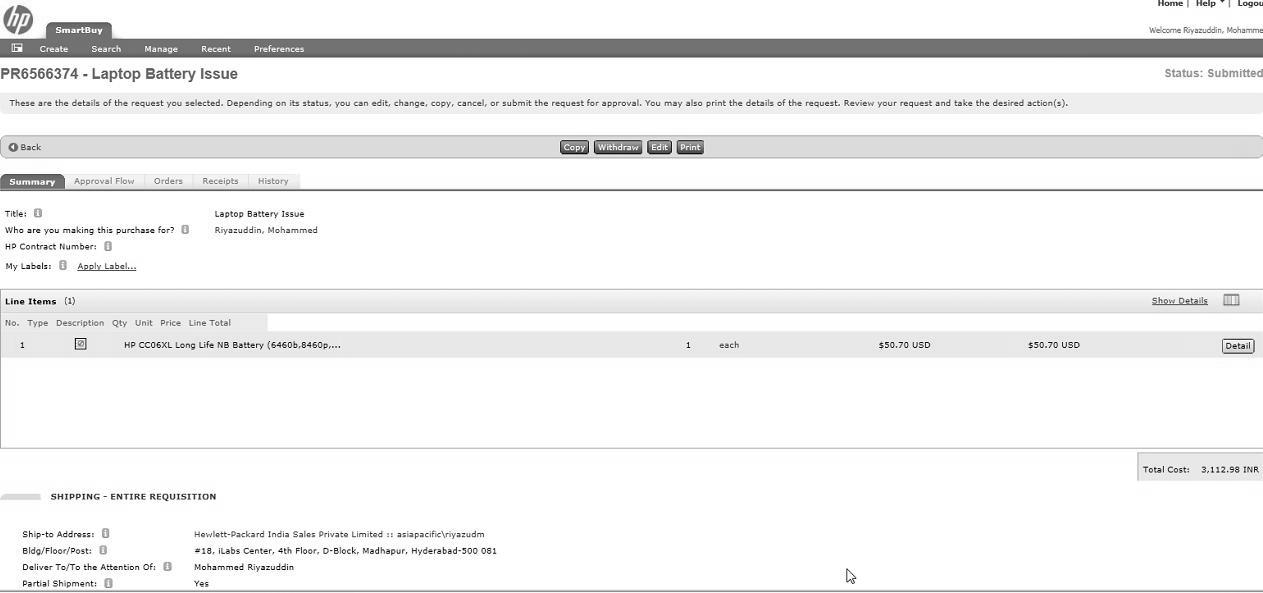 hp
Home | Help | Logou
SmartBuy
Welcome Riyazuddin, Mohamme
Create Search Manage Recent Preferences
PR6566374 - Laptop Battery Issue
Status: Submitted
These are the details of the request you selected. Depending on its status, you can edit, change, copy, cancel, or submit the request for approval. You may also print the details of the request. Review your request and take the desired action(s).
Back Copy Withdraw Edit Print
Summary Approval Flow Orders Receipts History
Title: Laptop Battery Issue
Who are you making this purchase for? Riyazuddin, Mohammed
HP Contract Number:
My Labels: Apply Label...
Line Items (1) Show Details
No. Type Description Qty Unit Price Line Total
1 HP CC06XL Long Life NB Battery (6460b,8460p,... 1 each $50.70 USD $50.70 USD Detail
Total Cost: 3,112.98 INR
SHIPPING - ENTIRE REQUISITION
Ship-to Address: Hewlett-Packard India Sales Private Limited :: asiapacific\riyazudm
Bldg/Floor/Post: #18, iLabs Center, 4th Floor, D-Block, Madhapur, Hyderabad-500 081
Deliver To/To the Attention Of: Mohammed Riyazuddin
Partial Shipment: Yes